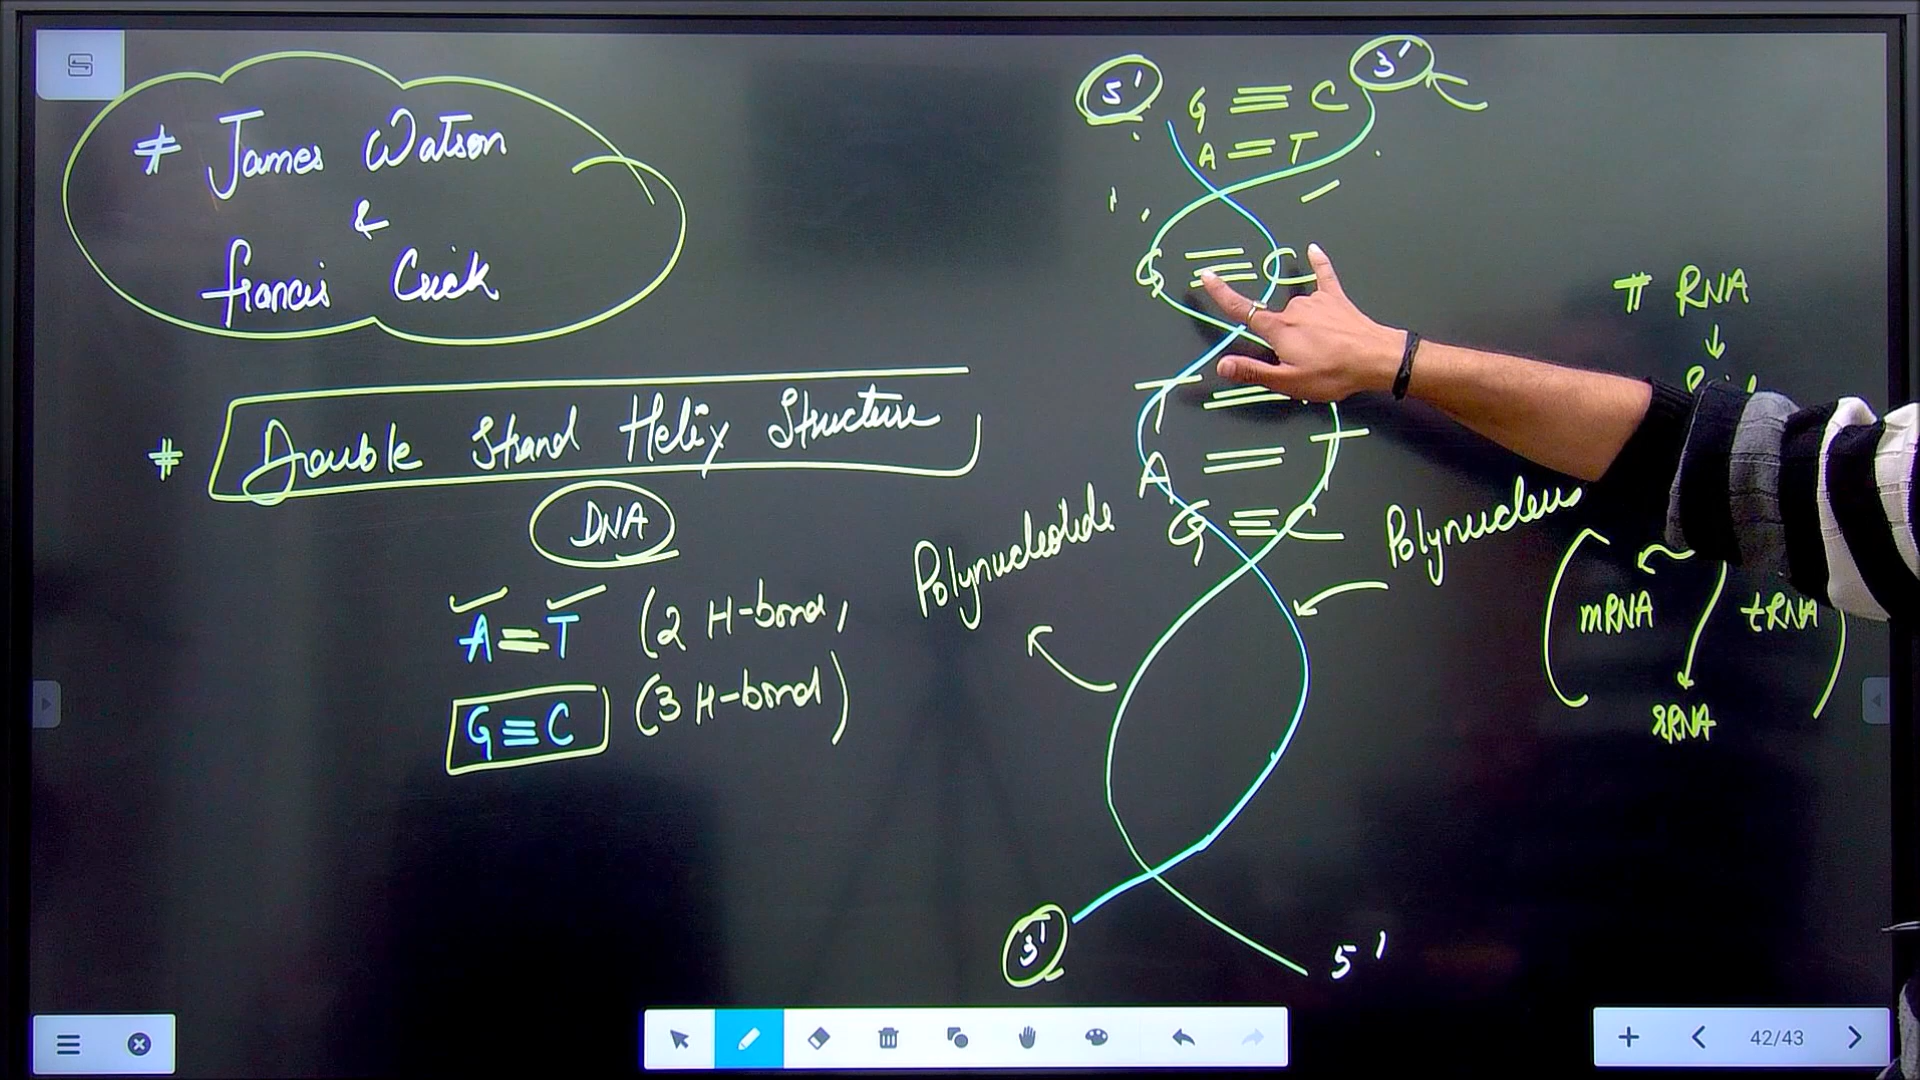 # James Watson
&
francis Crick
# Double Strand Helix Structure
DNA
A=T (2 H-bond,
G≡C (3 H-bond)
5' G≡C 3'
A=T
G≡C
T
A = T
G≡C
Polynucleotide
3' 5'
# RNA
mRNA tRNA
rRNA
42/43